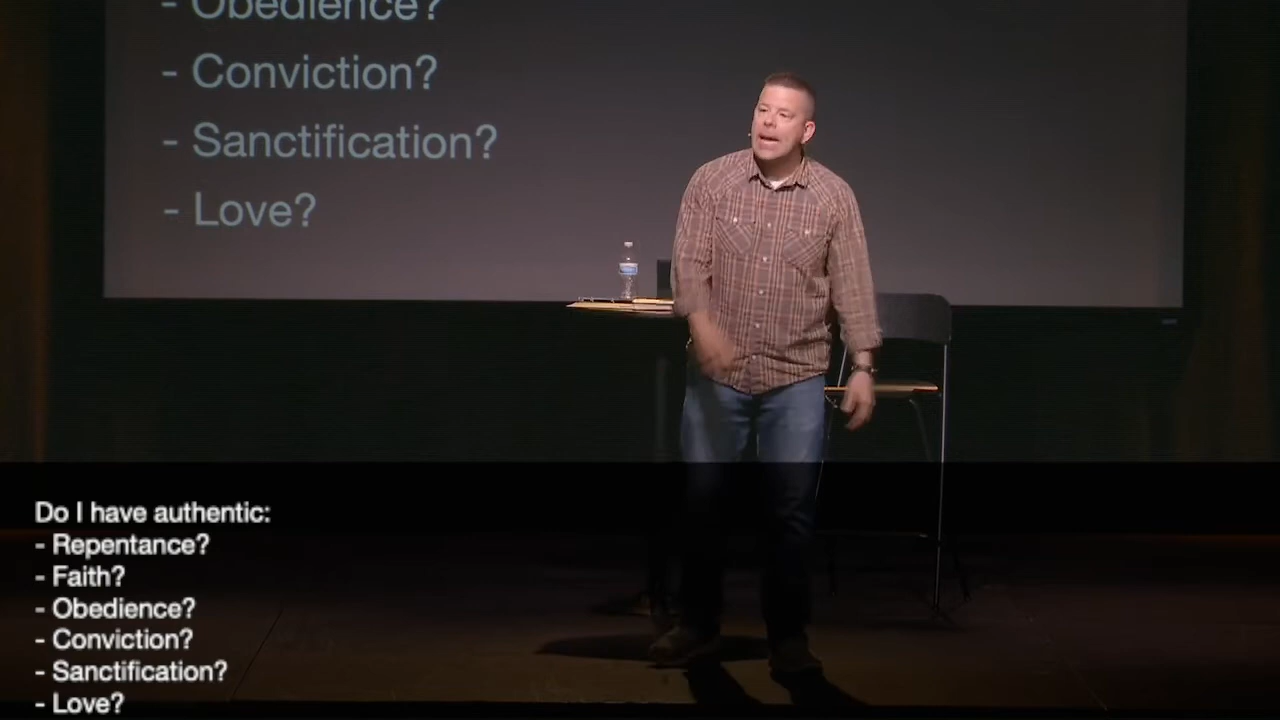 - Obedience?
- Conviction?
- Sanctification?
- Love?
Do I have authentic:
- Repentance?
- Faith?
- Obedience?
- Conviction?
- Sanctification?
- Love?